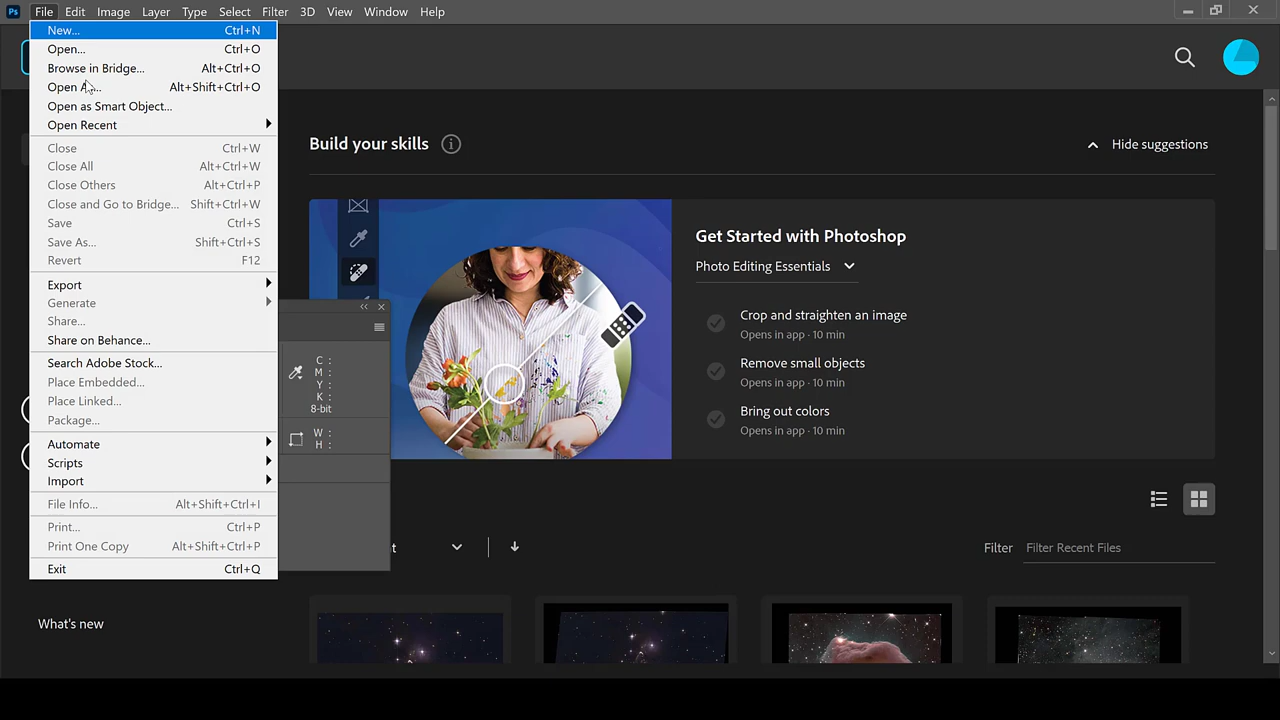 Ps File Edit Image Layer Type Select Filter 3D View Window Help
New... Ctrl+N
Open... Ctrl+O
Browse in Bridge... Alt+Ctrl+O
Open A... Alt+Shift+Ctrl+O
Open as Smart Object...
Open Recent
Close Ctrl+W
Close All Alt+Ctrl+W
Close Others Alt+Ctrl+P
Close and Go to Bridge... Shift+Ctrl+W
Save Ctrl+S
Save As... Shift+Ctrl+S
Revert F12
Export
Generate
Share...
Share on Behance...
Search Adobe Stock...
Place Embedded...
Place Linked...
Package...
Automate
Scripts
Import
File Info... Alt+Shift+Ctrl+I
Print... Ctrl+P
Print One Copy Alt+Shift+Ctrl+P
Exit Ctrl+Q
What's new
C :
M :
Y :
K :
8-bit
W :
H :
Build your skills
Hide suggestions
Get Started with Photoshop
Photo Editing Essentials
Crop and straighten an image
Opens in app · 10 min
Remove small objects
Opens in app · 10 min
Bring out colors
Opens in app · 10 min
Filter Filter Recent Files